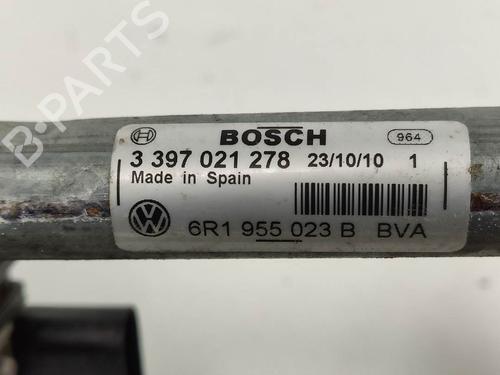 B-PARTS
BOSCH 964
3 397 021 278 23/10/10 1
Made in Spain
6R1 955 023 B BVA